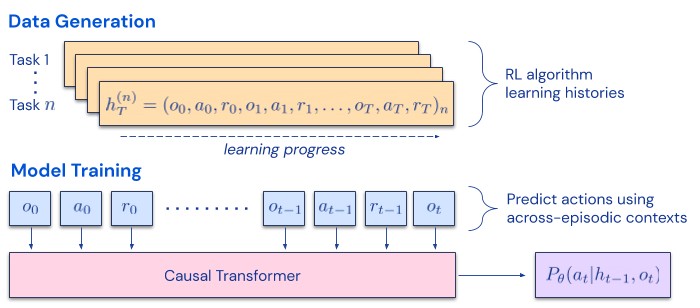 Data Generation
Task 1
Task n
h_T^{(n)} = (o_0, a_0, r_0, o_1, a_1, r_1, ..., o_T, a_T, r_T)_n
RL algorithm
learning histories
learning progress
Model Training
o_0 a_0 r_0 ......... o_{t-1} a_{t-1} r_{t-1} o_t
Predict actions using
across-episodic contexts
Causal Transformer
P_θ(a_t|h_{t-1}, o_t)